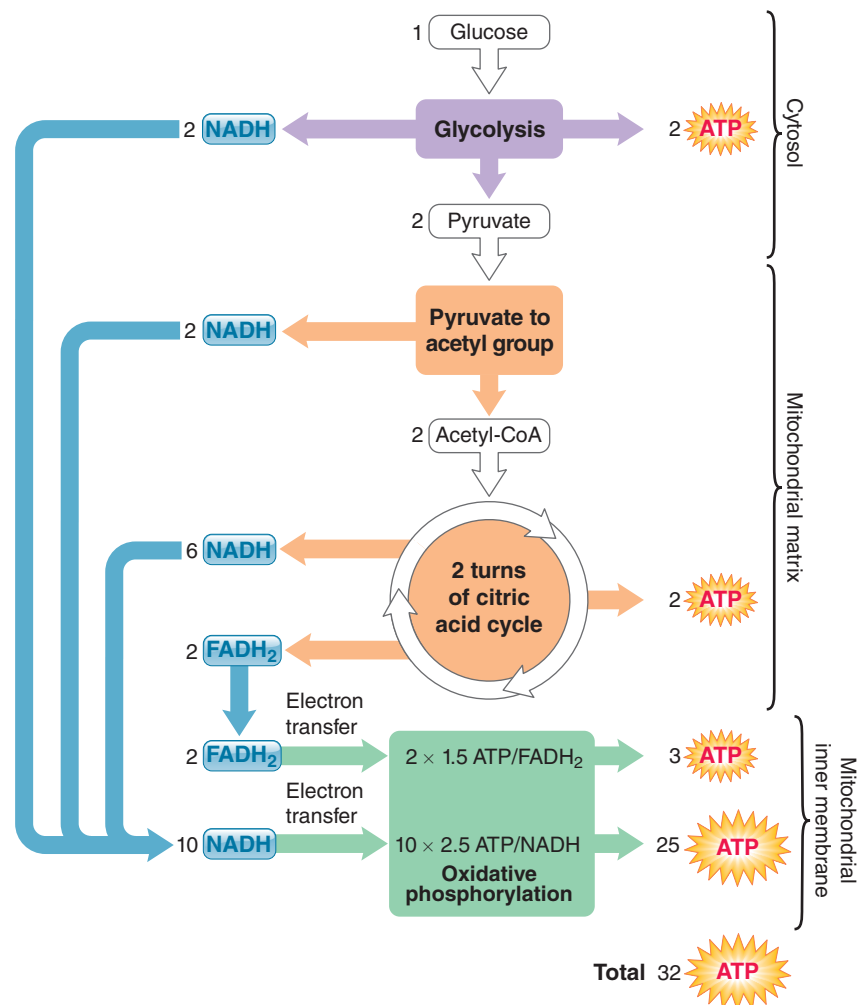 1 Glucose
2 NADH
Glycolysis
2 ATP
Cytosol
2 Pyruvate
2 NADH
Pyruvate to
acetyl group
2 Acetyl-CoA
Mitochondrial matrix
6 NADH
2 turns
of citric
acid cycle
2 ATP
2 FADH₂
Electron
transfer
2 FADH₂
2 × 1.5 ATP/FADH₂
3 ATP
Electron
transfer
10 NADH
10 × 2.5 ATP/NADH
25 ATP
Oxidative
phosphorylation
Mitochondrial
inner membrane
Total 32 ATP